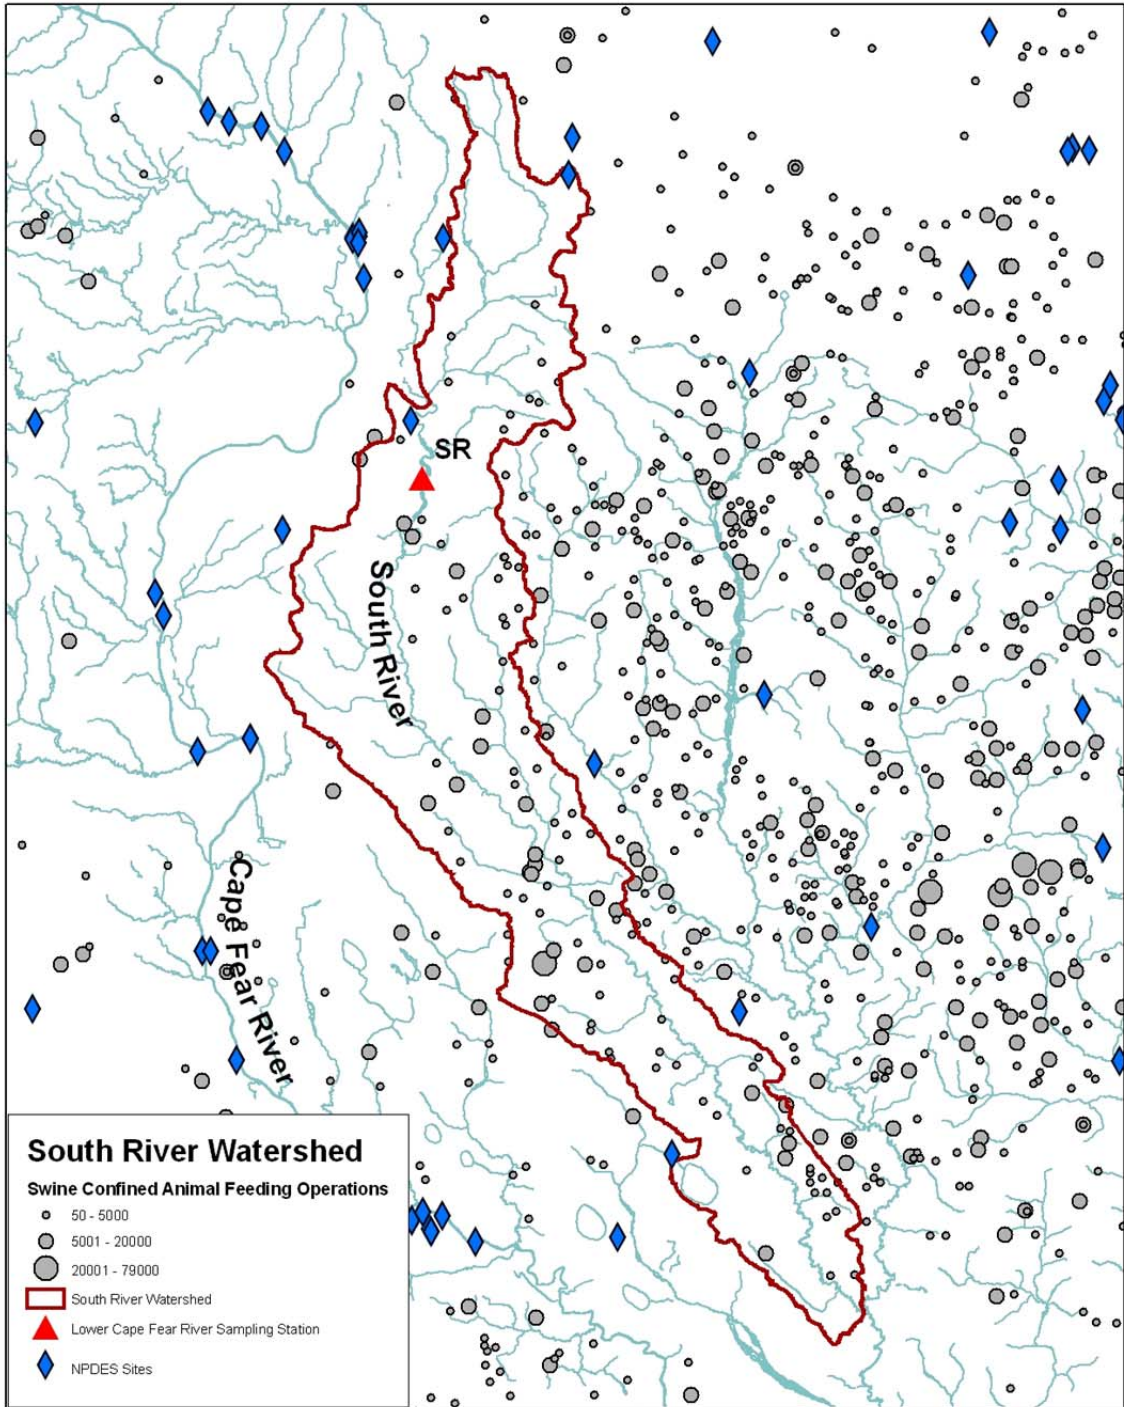 SR
South River
Cape Fear River
South River Watershed
Swine Confined Animal Feeding Operations
50 - 5000
5001 - 20000
20001 - 79000
South River Watershed
Lower Cape Fear River Sampling Station
NPDES Sites